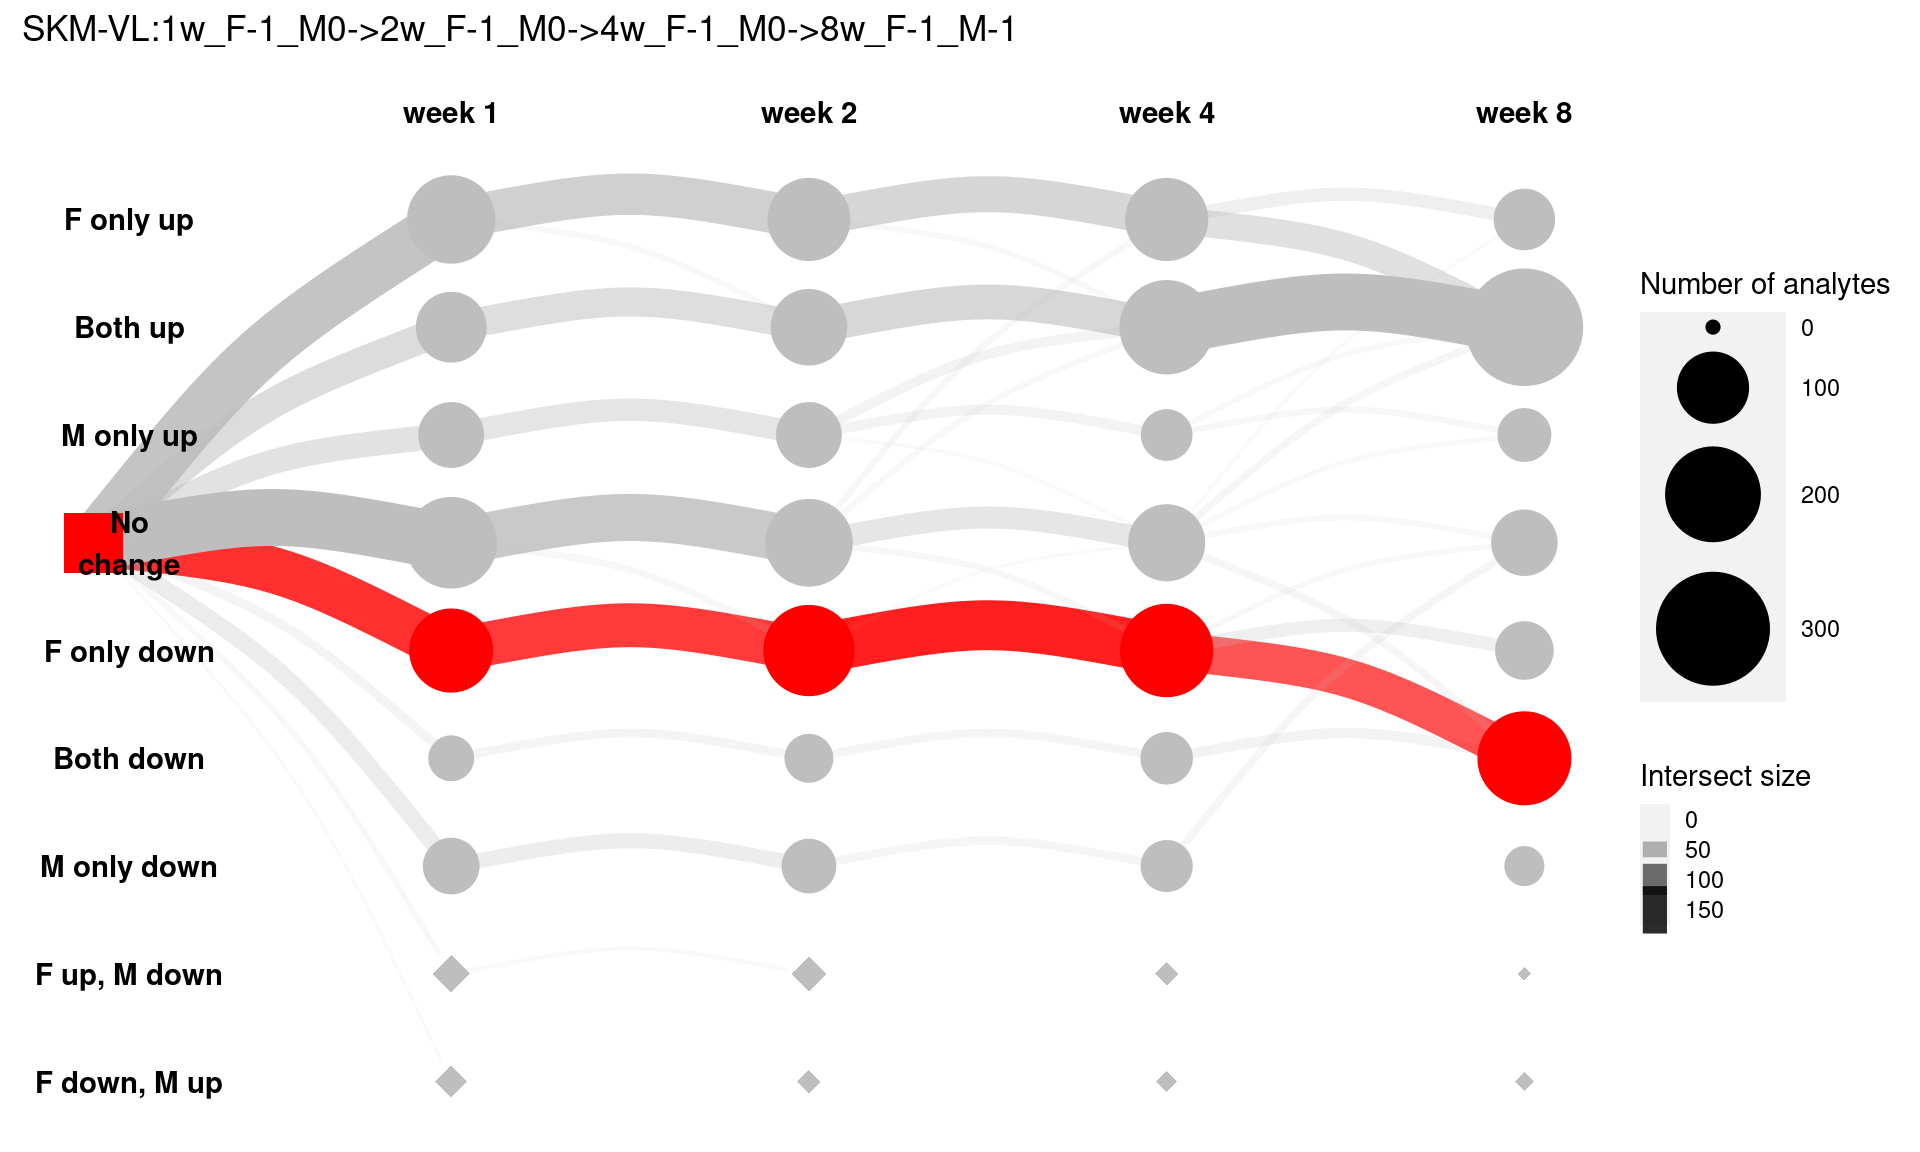 SKM-VL:1w_F-1_M0->2w_F-1_M0->4w_F-1_M0->8w_F-1_M-1
week 1
week 2
week 4
week 8
F only up
Both up
M only up
No
change
F only down
Both down
M only down
F up, M down
F down, M up
Number of analytes
0
100
200
300
Intersect size
0
50
100
150